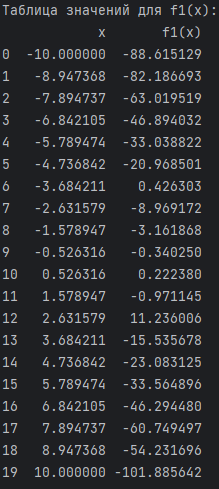 Таблица значений для f1(x):
x f1(x)
0 -10.000000 -88.615129
1 -8.947368 -82.186693
2 -7.894737 -63.019519
3 -6.842105 -46.894032
4 -5.789474 -33.038822
5 -4.736842 -20.968501
6 -3.684211 0.426303
7 -2.631579 -8.969172
8 -1.578947 -3.161868
9 -0.526316 -0.340250
10 0.526316 0.222380
11 1.578947 -0.971145
12 2.631579 11.236006
13 3.684211 -15.535678
14 4.736842 -23.083125
15 5.789474 -33.564896
16 6.842105 -46.294480
17 7.894737 -60.749497
18 8.947368 -54.231696
19 10.000000 -101.885642